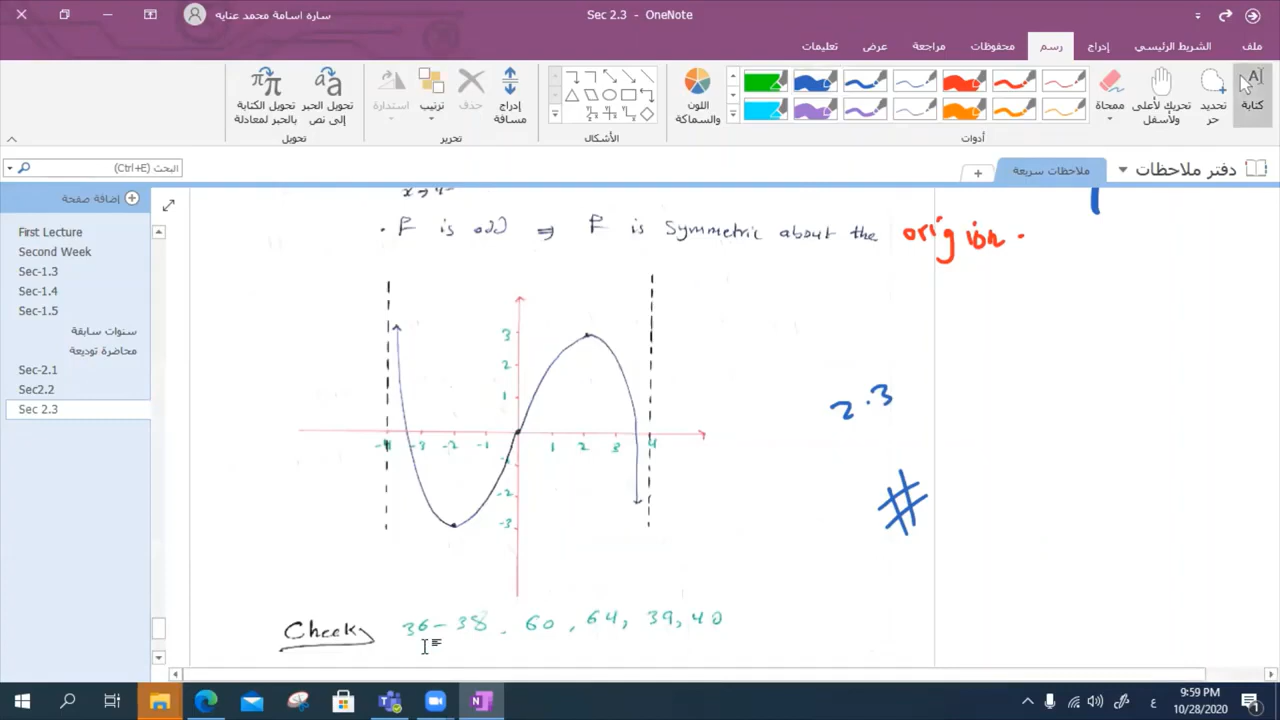 ساره اسامة محمد عنايه
Sec 2.3 - OneNote
ملف
الشريط الرئيسي
إدراج
رسم
محفوظات
مراجعة
عرض
تعليمات
كتابة
تحديد حر
تحريك لأعلى ولأسفل
ممحاة
أدوات
اللون والسماكة
الأشكال
إدراج مسافة
حذف
ترتيب
استدارة
تحرير
تحويل الحبر إلى نص
تحويل الكتابة بالحبر لمعادلة
تحويل
دفتر ملاحظات
ملاحظات سريعة
+
البحث (Ctrl+E)
إضافة صفحة
First Lecture
Second Week
Sec-1.3
Sec-1.4
Sec-1.5
سنوات سابقة
محاضرة توديعة
Sec-2.1
Sec2.2
Sec 2.3
. F is odd ⇒ F is Symmetric about the origion.
3
2
1
-4 -3 -2 -1 1 2 3 4
-1
-2
-3
2.3
#
Cheeky 36-38, 60, 64, 39, 40
ع
9:59 PM
10/28/2020
1